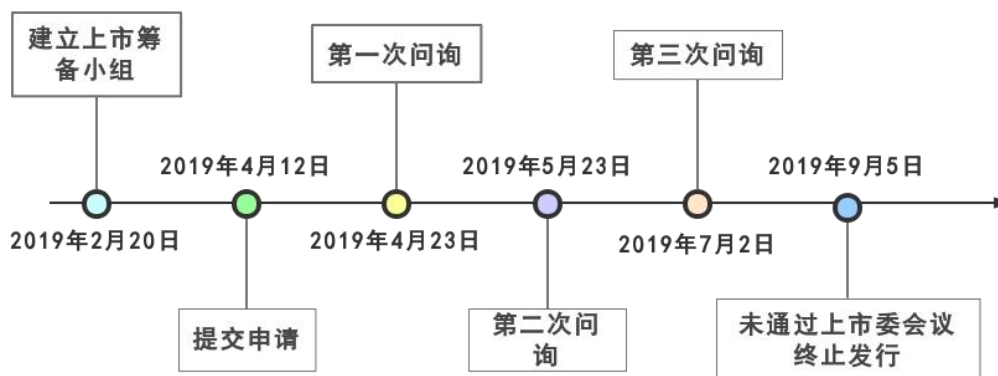 建立上市筹
备小组
第一次问询
第三次问询
2019年4月12日
2019年5月23日
2019年9月5日
2019年2月20日
2019年4月23日
2019年7月2日
提交申请
第二次问
询
未通过上市委会议
终止发行